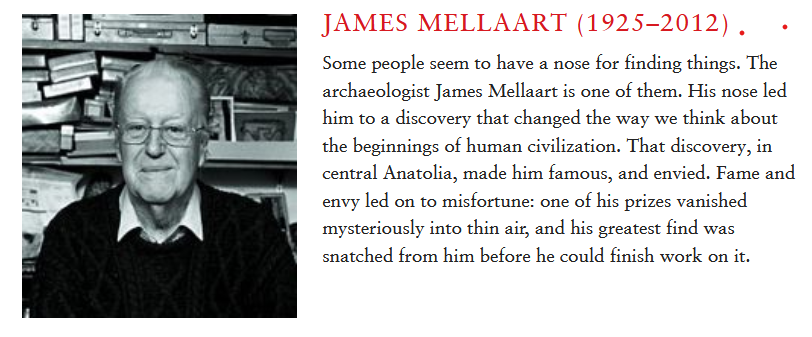 JAMES MELLAART (1925–2012)
Some people seem to have a nose for finding things. The
archaeologist James Mellaart is one of them. His nose led
him to a discovery that changed the way we think about
the beginnings of human civilization. That discovery, in
central Anatolia, made him famous, and envied. Fame and
envy led on to misfortune: one of his prizes vanished
mysteriously into thin air, and his greatest find was
snatched from him before he could finish work on it.